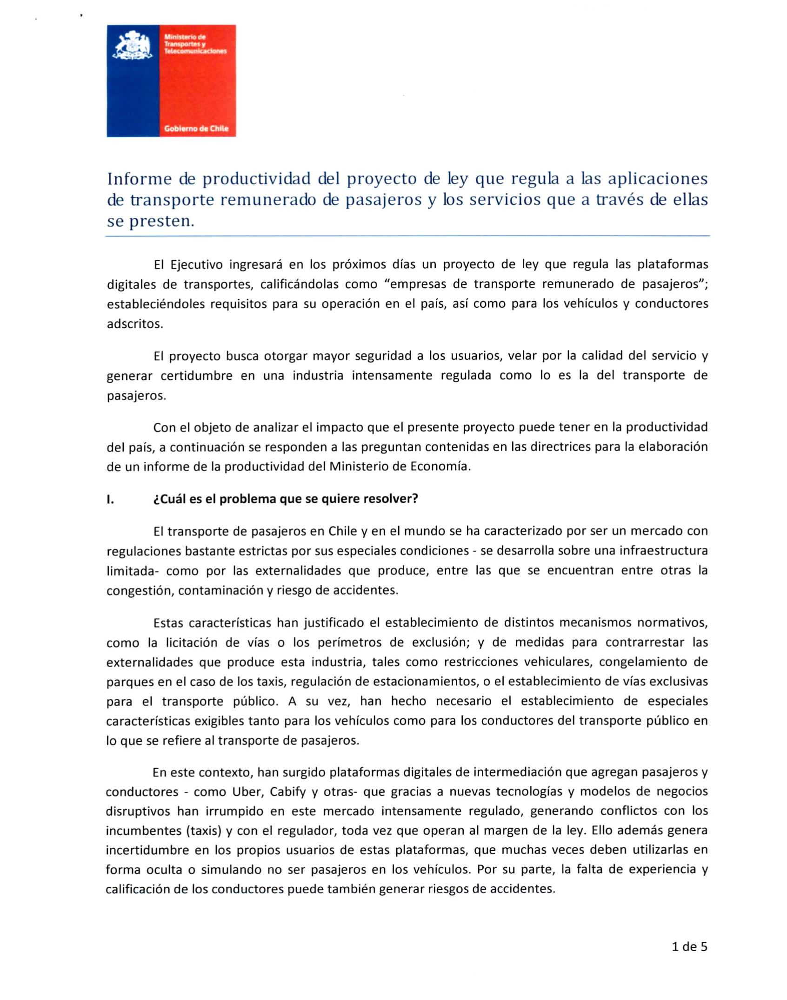 Ministerio de
Transportes y
Telecomunicaciones
Gobierno de Chile
Informe de productividad del proyecto de ley que regula a las aplicaciones
de transporte remunerado de pasajeros y los servicios que a través de ellas
se presten.
El Ejecutivo ingresará en los próximos días un proyecto de ley que regula las plataformas
digitales de transportes, calificándolas como “empresas de transporte remunerado de pasajeros”;
estableciéndoles requisitos para su operación en el país, así como para los vehículos y conductores
adscritos.
El proyecto busca otorgar mayor seguridad a los usuarios, velar por la calidad del servicio y
generar certidumbre en una industria intensamente regulada como lo es la del transporte de
pasajeros.
Con el objeto de analizar el impacto que el presente proyecto puede tener en la productividad
del país, a continuación se responden a las preguntan contenidas en las directrices para la elaboración
de un informe de la productividad del Ministerio de Economía.
I. ¿Cuál es el problema que se quiere resolver?
El transporte de pasajeros en Chile y en el mundo se ha caracterizado por ser un mercado con
regulaciones bastante estrictas por sus especiales condiciones - se desarrolla sobre una infraestructura
limitada- como por las externalidades que produce, entre las que se encuentran entre otras la
congestión, contaminación y riesgo de accidentes.
Estas características han justificado el establecimiento de distintos mecanismos normativos,
como la licitación de vías o los perímetros de exclusión; y de medidas para contrarrestar las
externalidades que produce esta industria, tales como restricciones vehiculares, congelamiento de
parques en el caso de los taxis, regulación de estacionamientos, o el establecimiento de vías exclusivas
para el transporte público. A su vez, han hecho necesario el establecimiento de especiales
características exigibles tanto para los vehículos como para los conductores del transporte público en
lo que se refiere al transporte de pasajeros.
En este contexto, han surgido plataformas digitales de intermediación que agregan pasajeros y
conductores - como Uber, Cabify y otras- que gracias a nuevas tecnologías y modelos de negocios
disruptivos han irrumpido en este mercado intensamente regulado, generando conflictos con los
incumbentes (taxis) y con el regulador, toda vez que operan al margen de la ley. Ello además genera
incertidumbre en los propios usuarios de estas plataformas, que muchas veces deben utilizarlas en
forma oculta o simulando no ser pasajeros en los vehículos. Por su parte, la falta de experiencia y
calificación de los conductores puede también generar riesgos de accidentes.
1 de 5